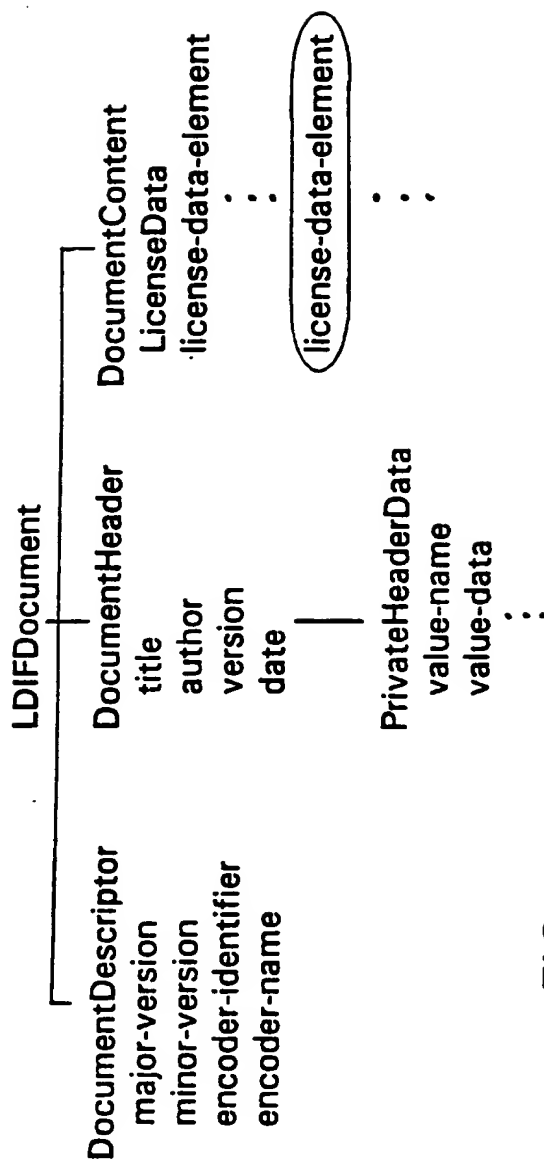 LDIFDocument
DocumentDescriptor
major-version
minor-version
encoder-identifier
encoder-name
DocumentHeader
title
author
version
date
PrivateHeaderData
value-name
value-data
DocumentContent
LicenseData
license-data-element
license-data-element